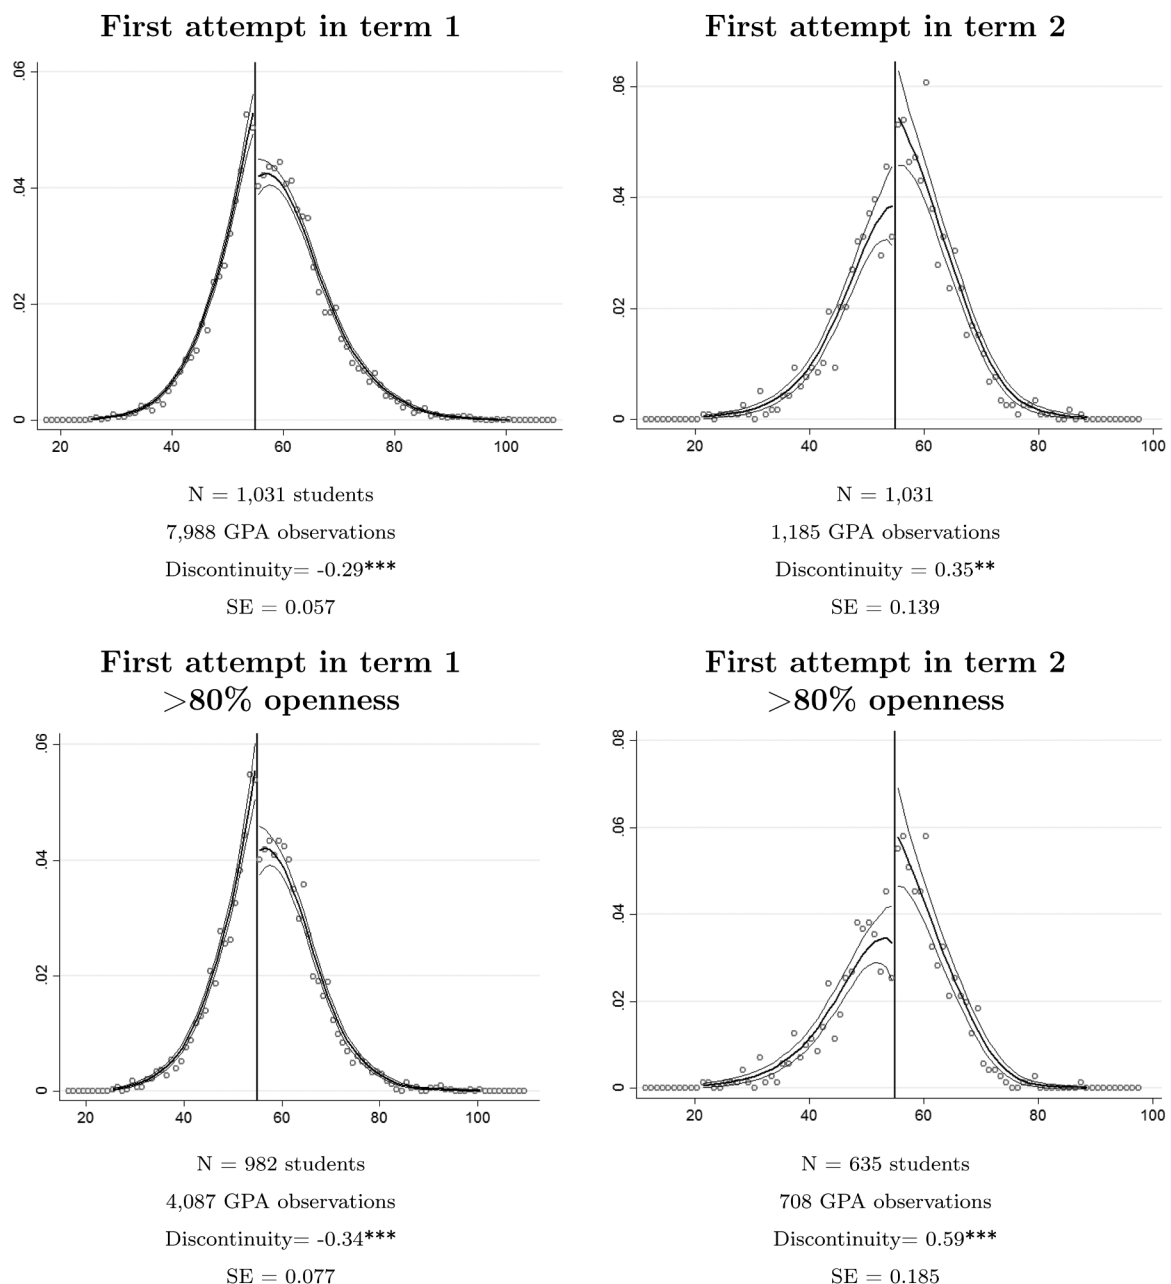 First attempt in term 1
.06
.04
.02
0
20 40 60 80 100
N = 1,031 students
7,988 GPA observations
Discontinuity= -0.29***
SE = 0.057
First attempt in term 2
.06
.04
.02
0
20 40 60 80 100
N = 1,031
1,185 GPA observations
Discontinuity = 0.35**
SE = 0.139
First attempt in term 1
>80% openness
.06
.04
.02
0
20 40 60 80 100
N = 982 students
4,087 GPA observations
Discontinuity= -0.34***
SE = 0.077
First attempt in term 2
>80% openness
.08
.06
.04
.02
0
20 40 60 80 100
N = 635 students
708 GPA observations
Discontinuity= 0.59***
SE = 0.185